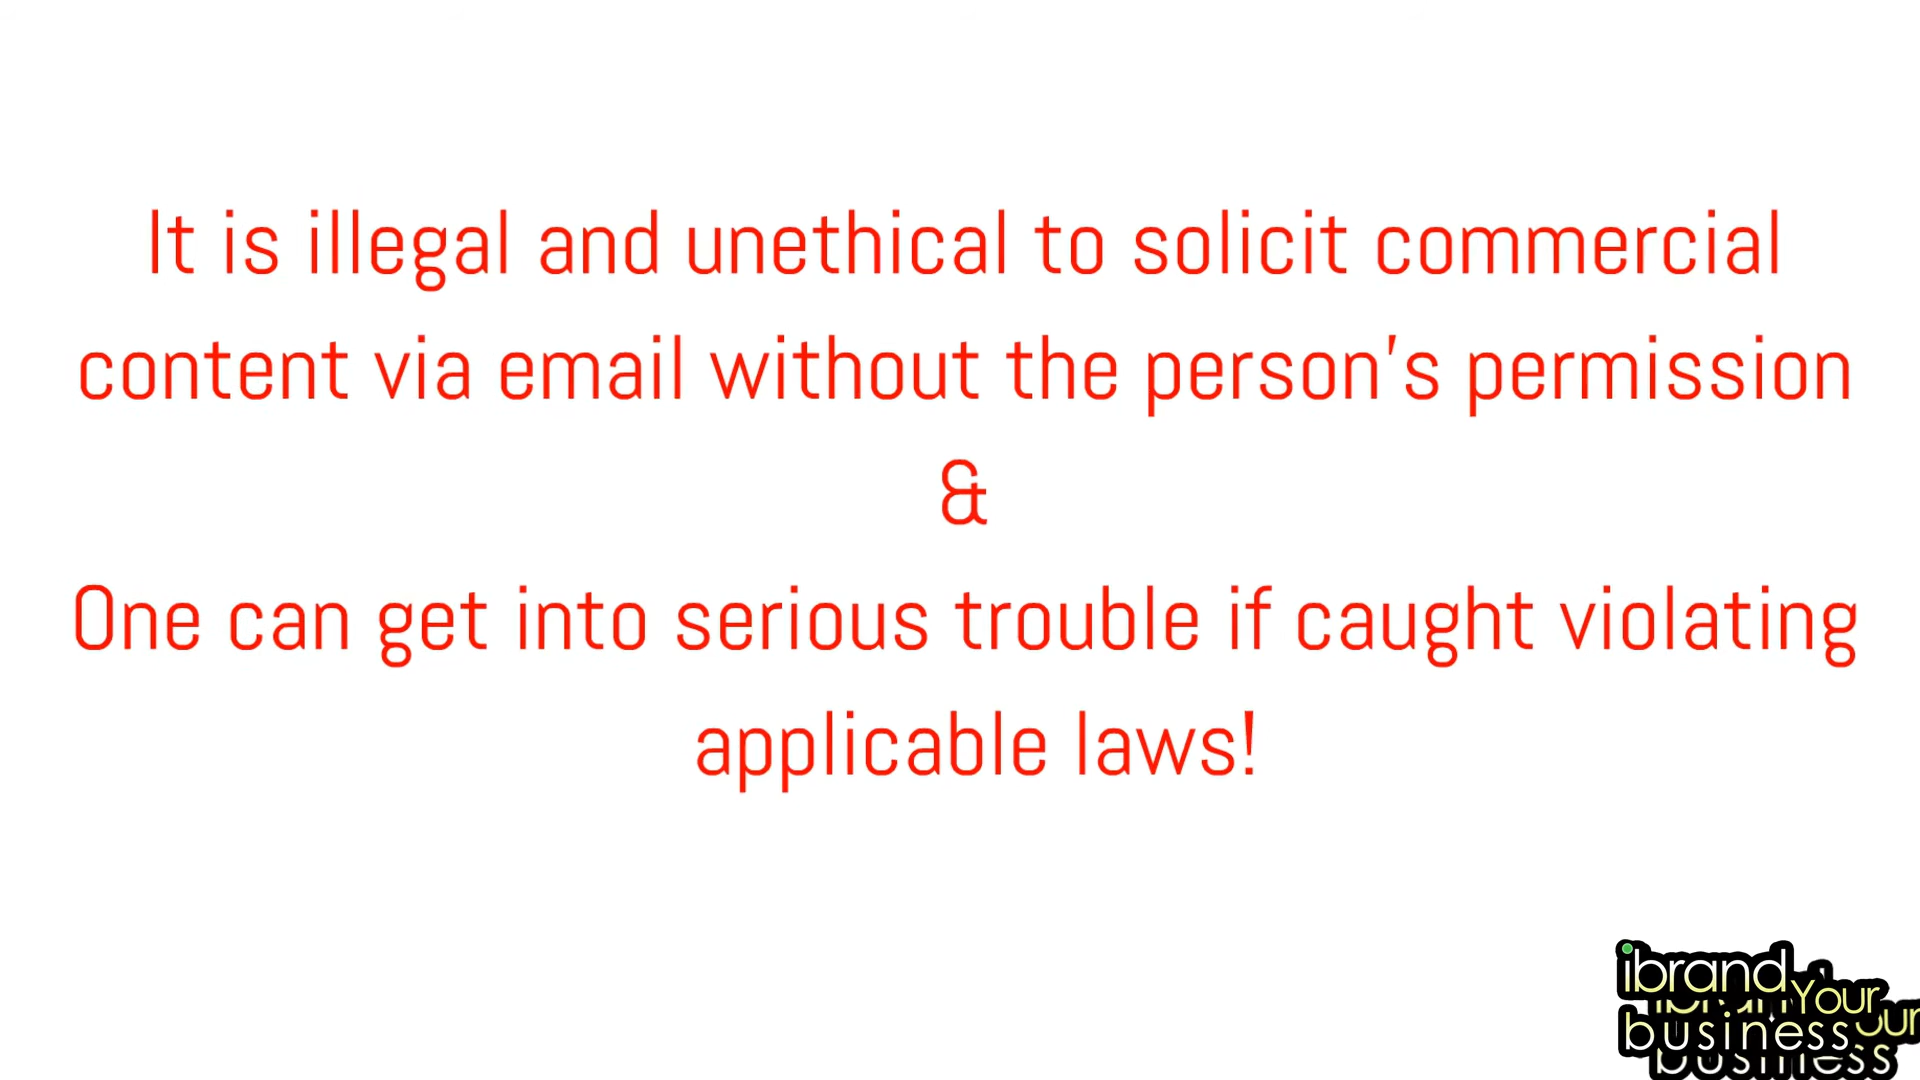 It is illegal and unethical to solicit commercial
content via email without the person's permission
&
One can get into serious trouble if caught violating
applicable laws!
ibrand
Your
business